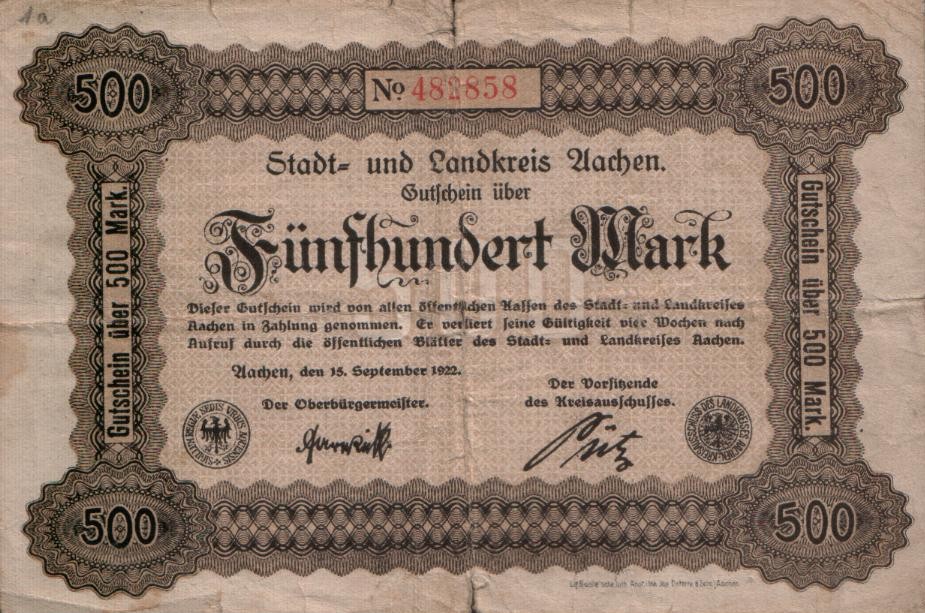 1a
500
No 482858
500
Stadt= und Landkreis Aachen.
Gutschein über
Fünfhundert Mark
Dieser Gutschein wird von allen öffentlichen Kassen des Stadt= und Landkreises
Aachen in Zahlung genommen. Er verliert seine Gültigkeit vier Wochen nach
Aufruf durch die öffentlichen Blätter des Stadt= und Landkreises Aachen.
Aachen, den 15. September 1922.
Der Oberbürgermeister.
Der Vorsitzende
des Kreisausschusses.
Gutschein über 500 Mark.
Gutschein über 500 Mark.
500
500